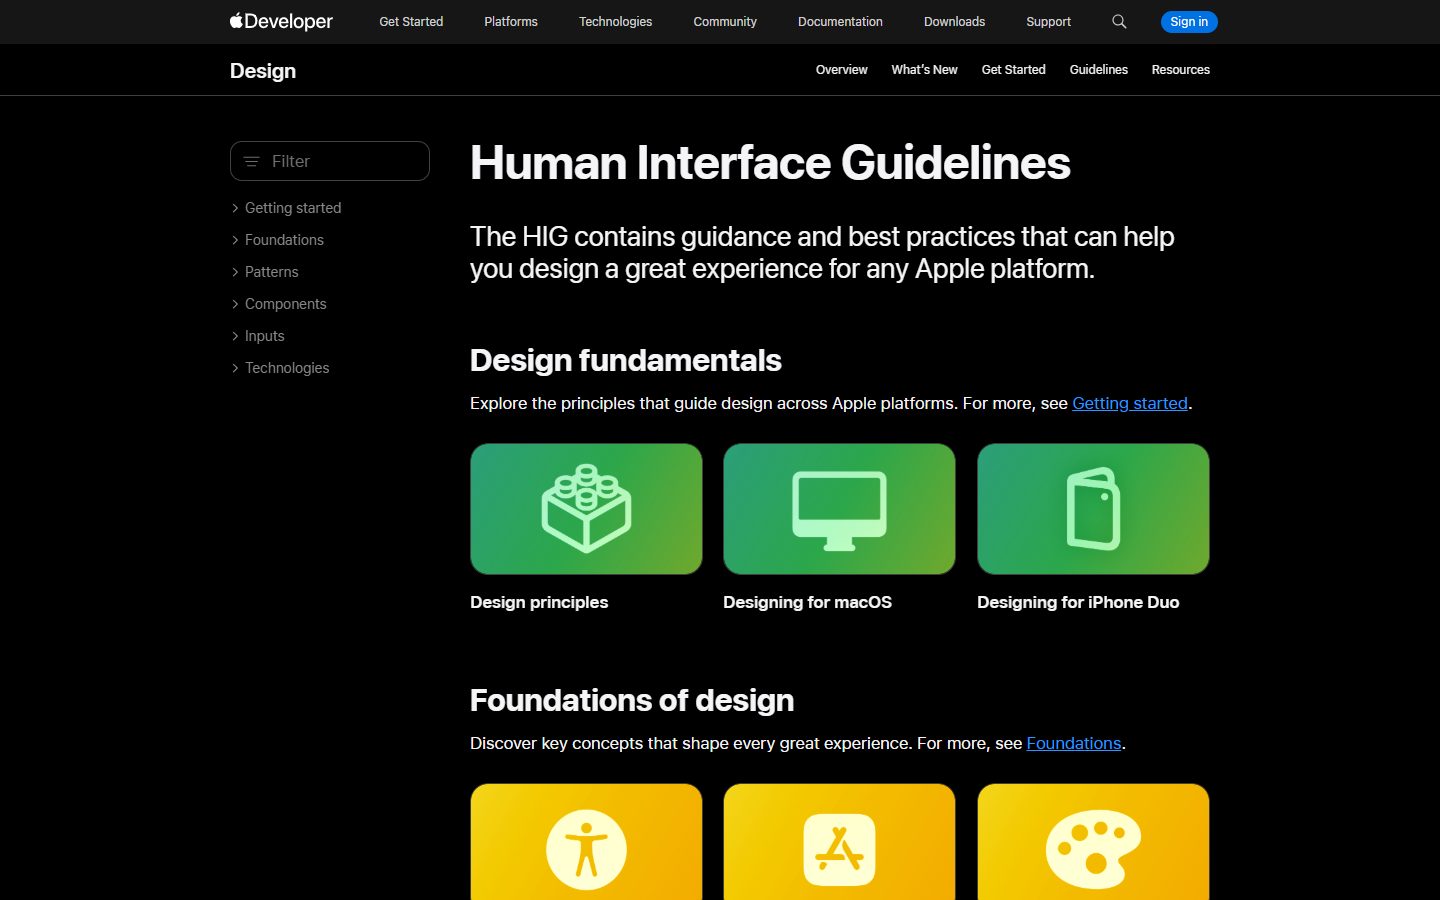 Developer
Get Started
Platforms
Technologies
Community
Documentation
Downloads
Support
Sign in
Design
Overview
What's New
Get Started
Guidelines
Resources
Filter
Getting started
Foundations
Patterns
Components
Inputs
Technologies
Human Interface Guidelines
The HIG contains guidance and best practices that can help
you design a great experience for any Apple platform.
Design fundamentals
Explore the principles that guide design across Apple platforms. For more, see Getting started.
Design principles
Designing for macOS
Designing for iPhone Duo
Foundations of design
Discover key concepts that shape every great experience. For more, see Foundations.